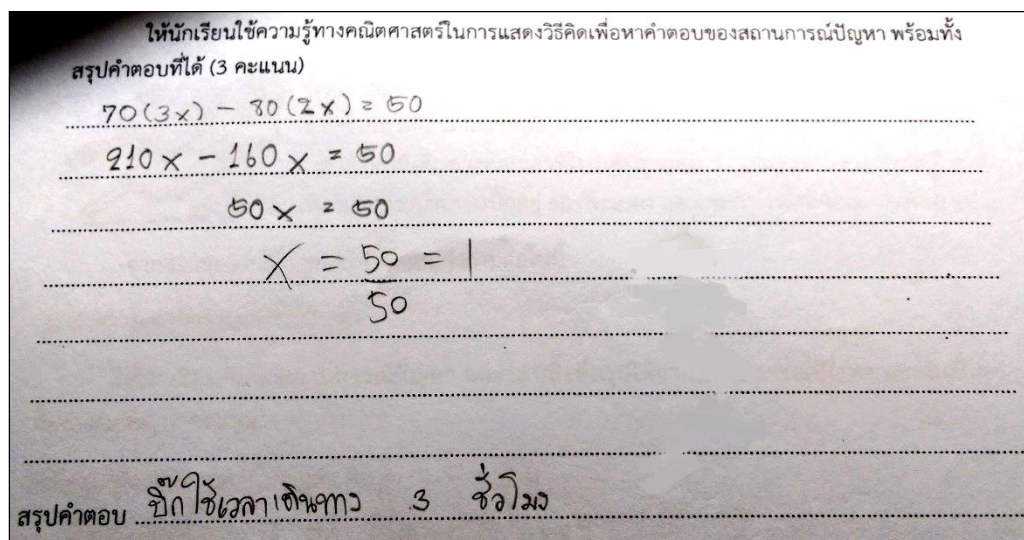 ให้นักเรียนใช้ความรู้ทางคณิตศาสตร์ในการแสดงวิธีคิดเพื่อหาคำตอบของสถานการณ์ปัญหา พร้อมทั้ง
สรุปคำตอบที่ได้ (3 คะแนน)
70(3x) - 80(2x) = 50
210x - 160x = 50
50x = 50
x = 50/50 = 1
สรุปคำตอบ บิ๊กใช้เวลาเดินทาง 3 ชั่วโมง